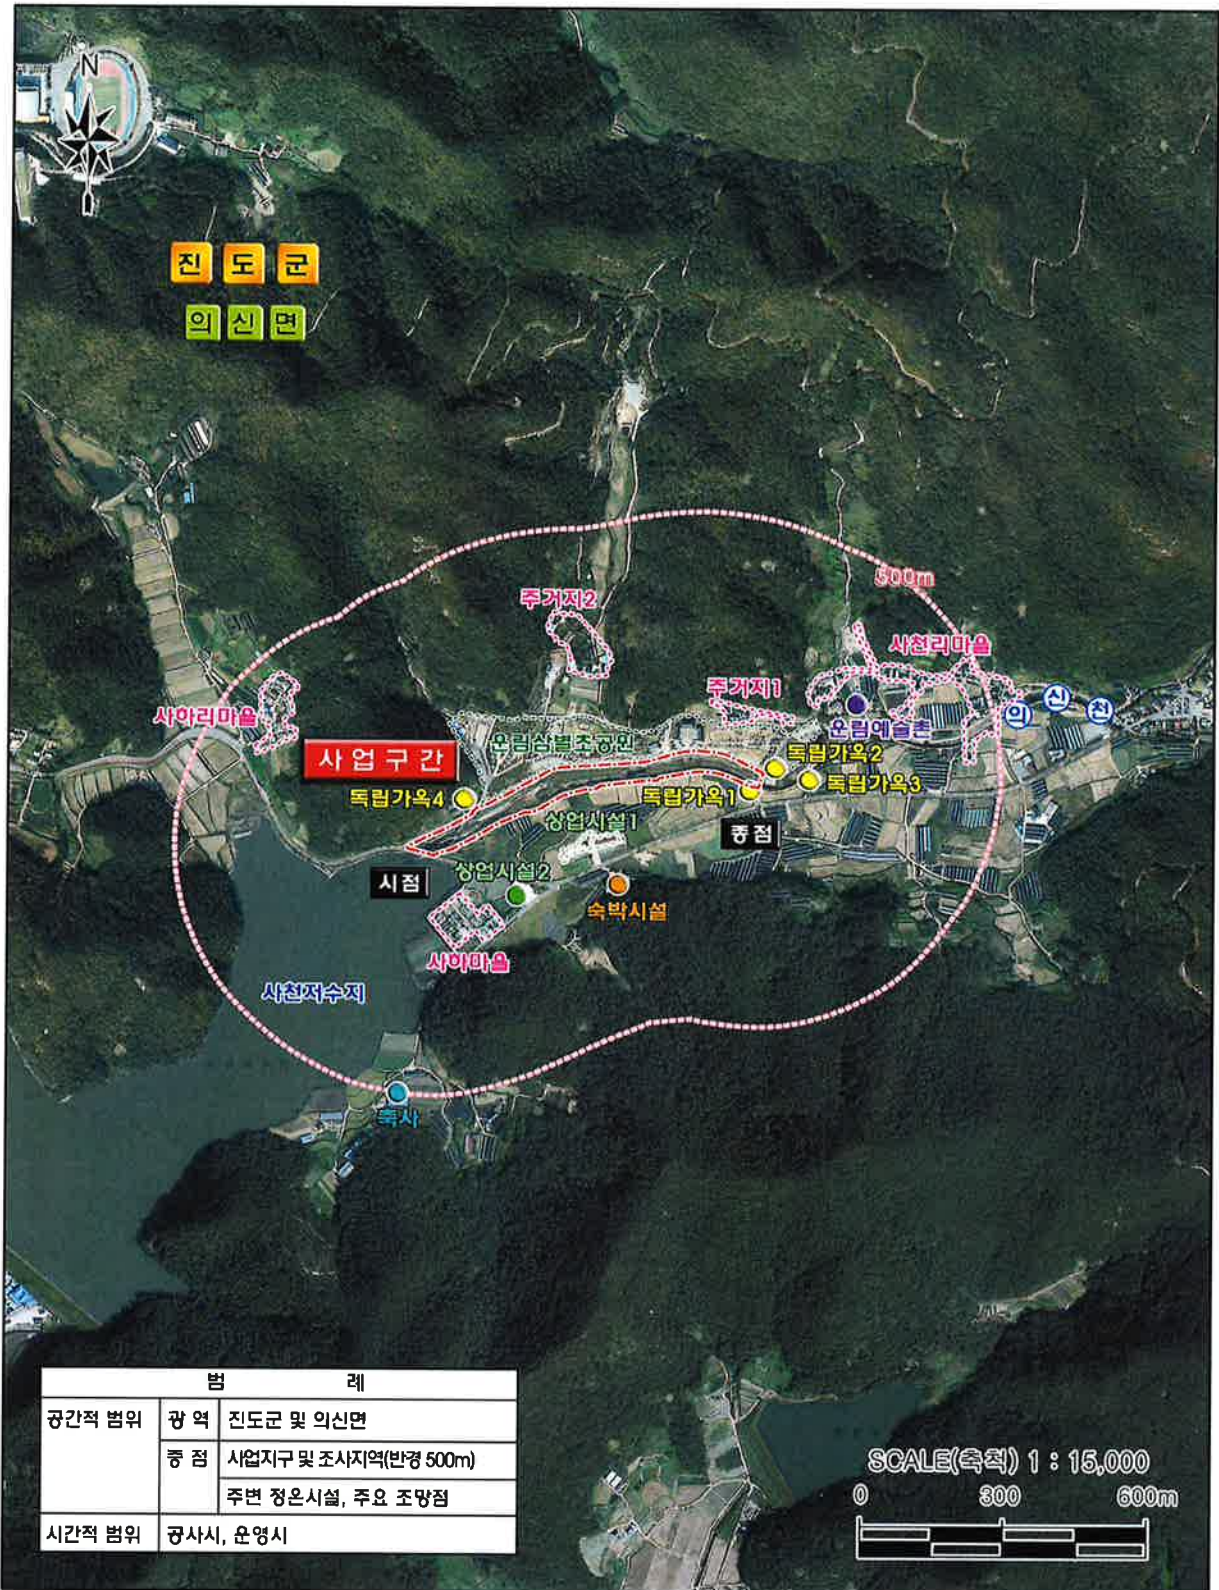 N
진도군
의신면
500m
주거지2
사천리마을
주거지1
사하리마을
운림예술촌
의신천
운림삼별초공원
독립가옥2
사업구간
독립가옥4
독립가옥1
독립가옥3
상업시설1
종점
시점
상업시설2
숙박시설
사하마을
사천저수지
축사
범 례
공간적 범위 광역 진도군 및 의신면
중점 사업지구 및 조사지역(반경 500m)
주변 정온시설, 주요 조망점
시간적 범위 공사시, 운영시
SCALE(축척) 1 : 15,000
0 300 600m